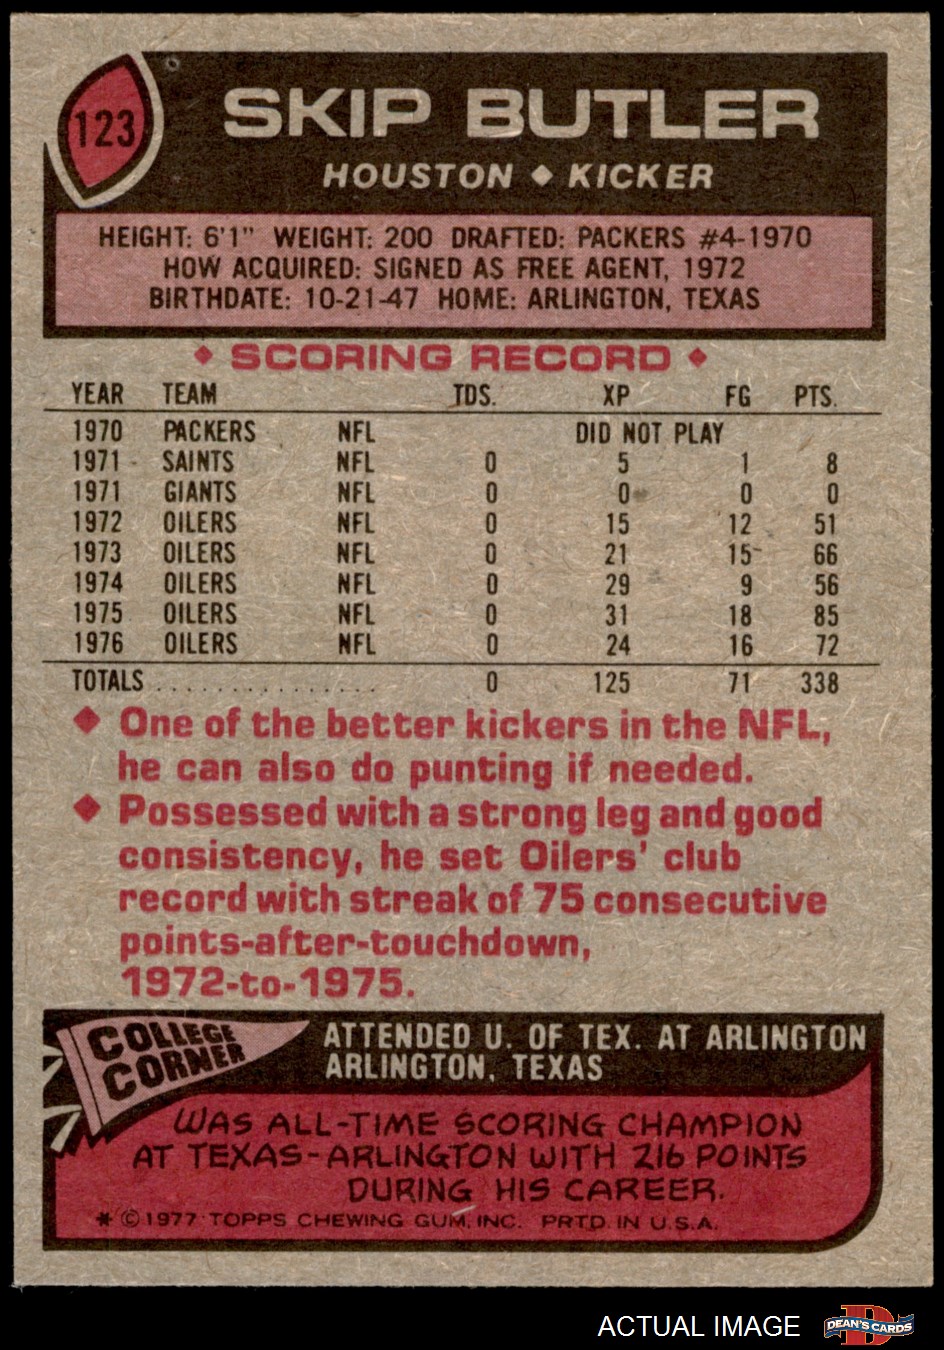 123
SKIP BUTLER
HOUSTON ◆ KICKER
HEIGHT: 6'1" WEIGHT: 200 DRAFTED: PACKERS #4-1970
HOW ACQUIRED: SIGNED AS FREE AGENT, 1972
BIRTHDATE: 10-21-47 HOME: ARLINGTON, TEXAS
◆ SCORING RECORD ◆
YEAR TEAM TDS. XP FG PTS.
1970 PACKERS NFL DID NOT PLAY
1971 SAINTS NFL 0 5 1 8
1971 GIANTS NFL 0 0 0 0
1972 OILERS NFL 0 15 12 51
1973 OILERS NFL 0 21 15 66
1974 OILERS NFL 0 29 9 56
1975 OILERS NFL 0 31 18 85
1976 OILERS NFL 0 24 16 72
TOTALS . . . . . . . . . . . . . . . . 0 125 71 338
◆ One of the better kickers in the NFL,
he can also do punting if needed.
◆ Possessed with a strong leg and good
consistency, he set Oilers' club
record with streak of 75 consecutive
points-after-touchdown,
1972-to-1975.
COLLEGE
CORNER
ATTENDED U. OF TEX. AT ARLINGTON
ARLINGTON, TEXAS
WAS ALL-TIME SCORING CHAMPION
AT TEXAS-ARLINGTON WITH 216 POINTS
DURING HIS CAREER.
* © 1977 TOPPS CHEWING GUM, INC. PRTD. IN U.S.A.
ACTUAL IMAGE
D
DEAN'S CARDS